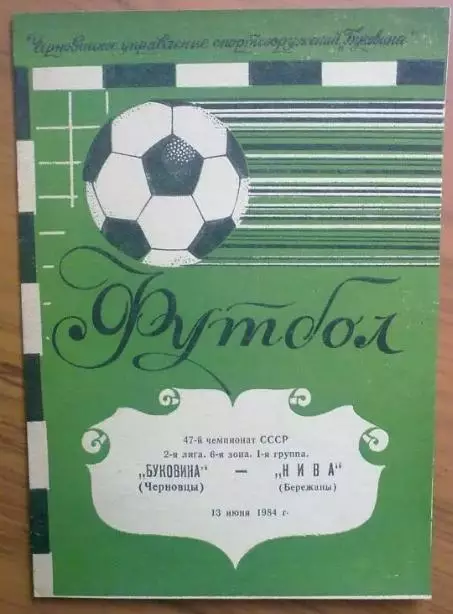 "Черновицкое управление спортсооружений "Буковина"
Футбол
47-й чемпионат СССР
2-я лига. 6-я зона. 1-я группа.
„БУКОВИНА“ — „НИВА“
(Черновцы) (Бережаны)
13 июня 1984 г.